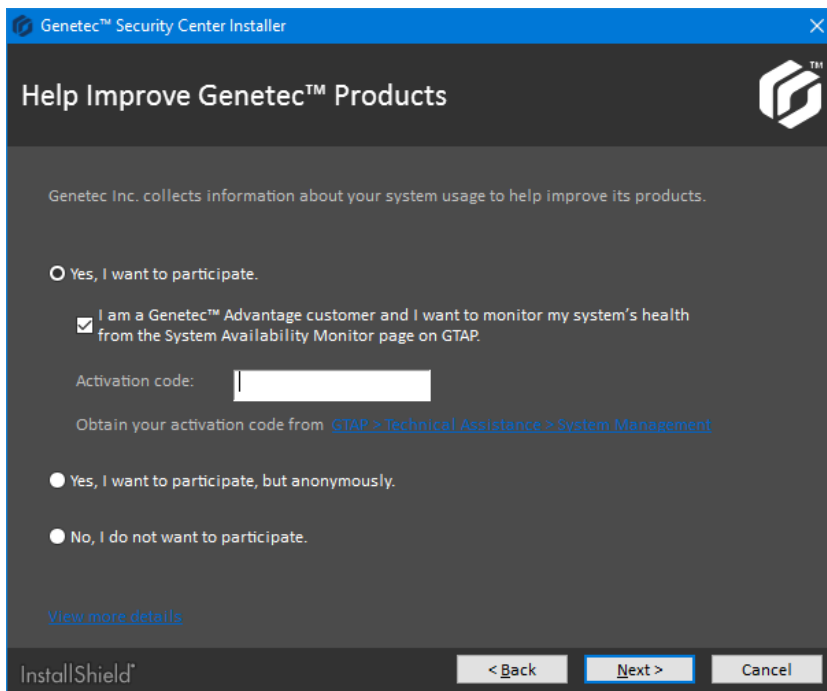 Genetec™ Security Center Installer
Help Improve Genetec™ Products
TM
Genetec Inc. collects information about your system usage to help improve its products.
Yes, I want to participate.
I am a Genetec™ Advantage customer and I want to monitor my system's health
from the System Availability Monitor page on GTAP.
Activation code:
Obtain your activation code from GTAP > Technical Assistance > System Management
Yes, I want to participate, but anonymously.
No, I do not want to participate.
View more details
InstallShield
< Back
Next >
Cancel